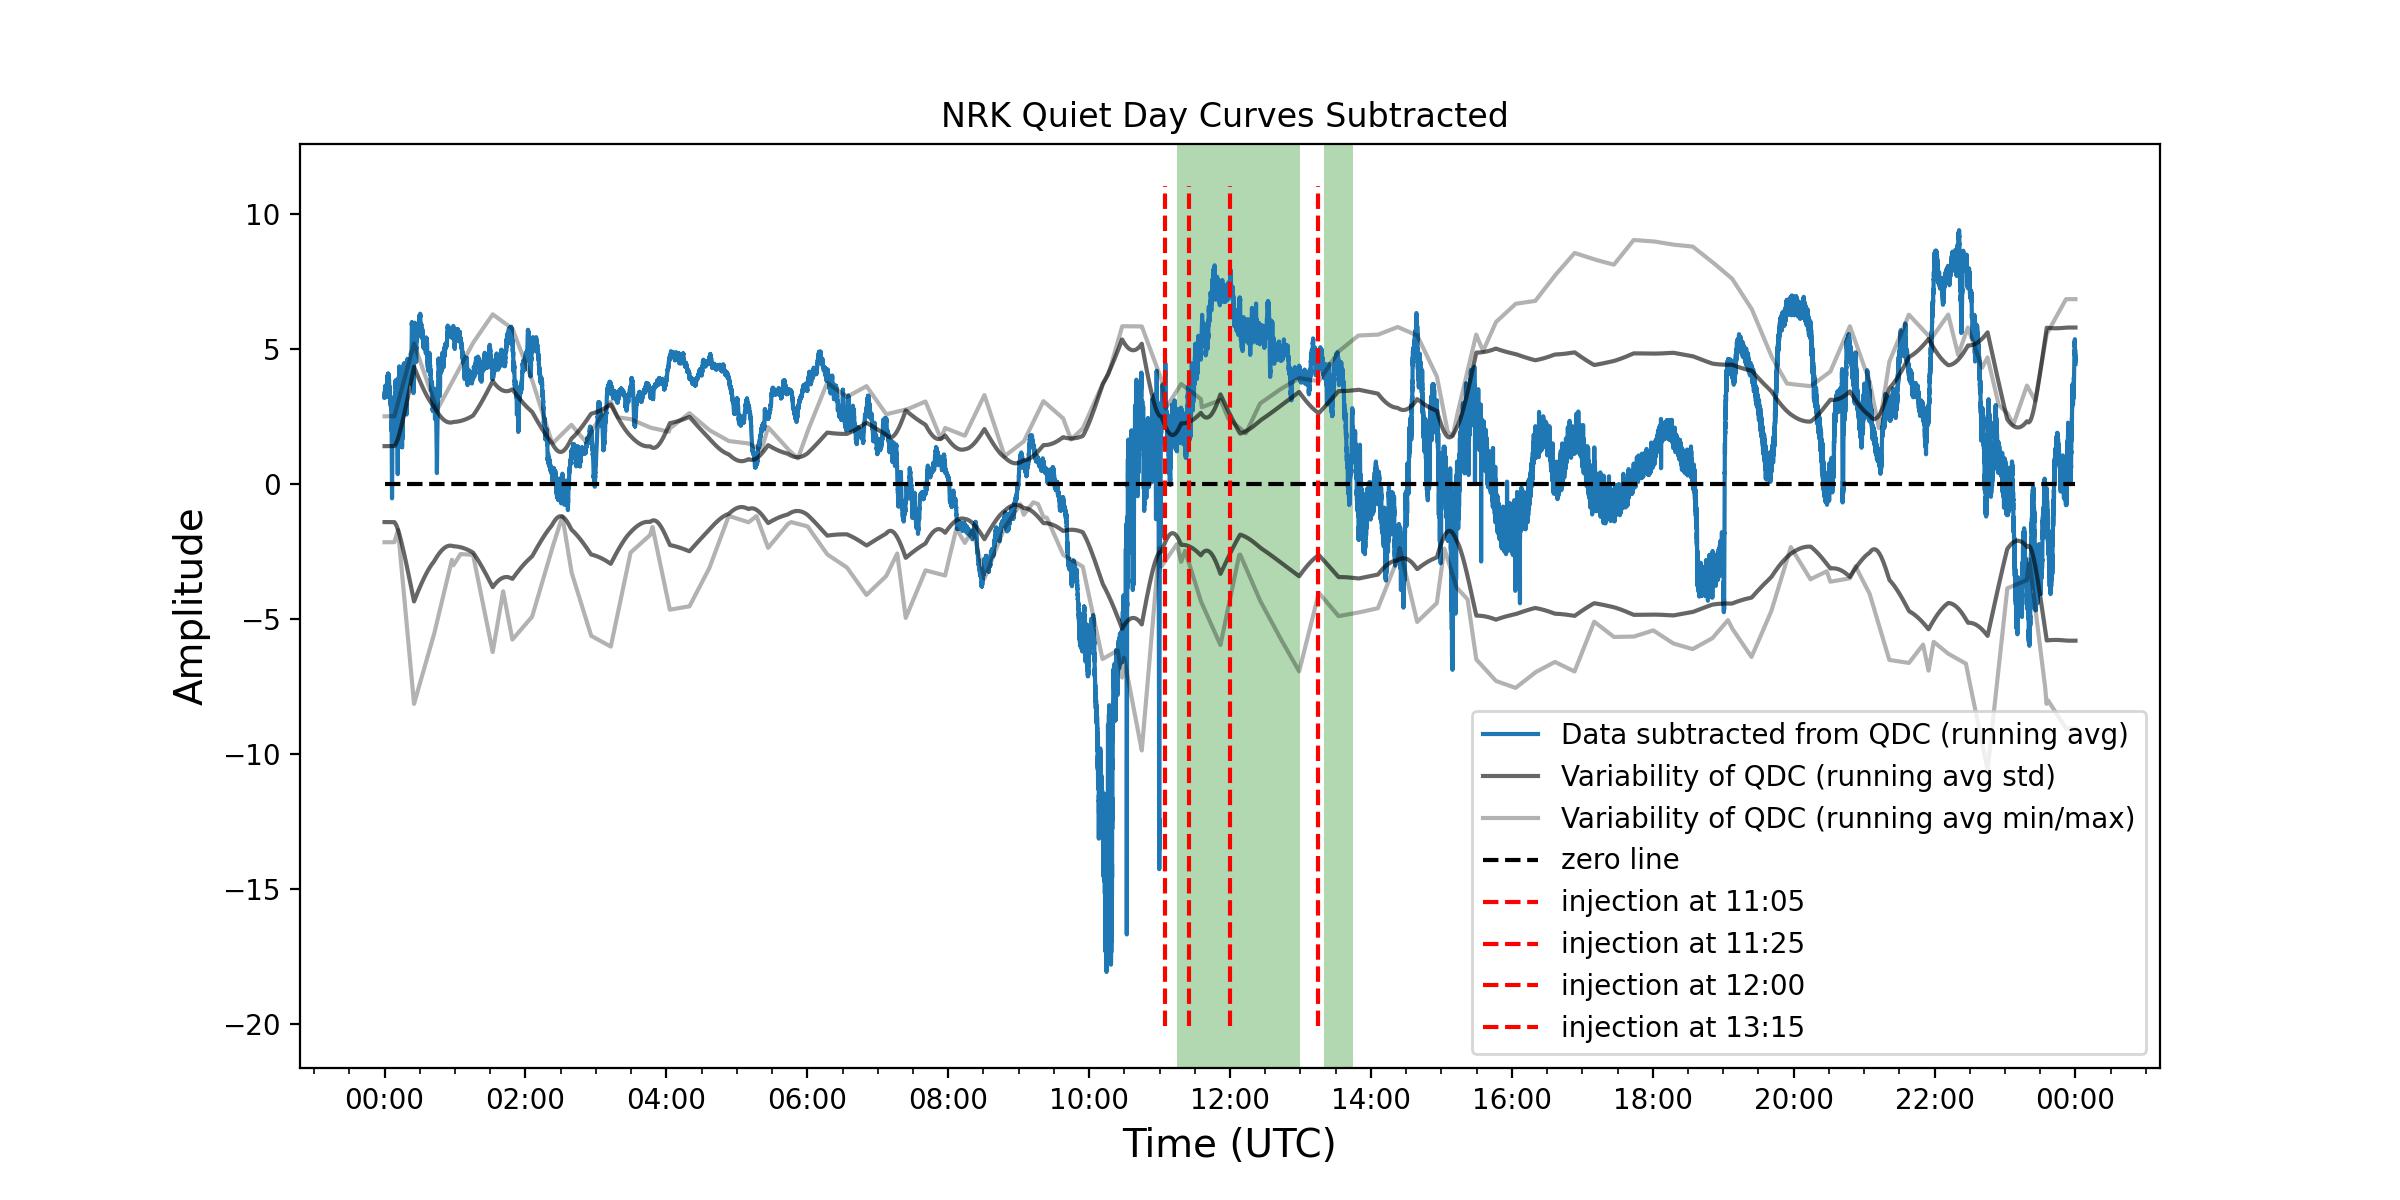 NRK Quiet Day Curves Subtracted
10
5
0
−5
−10
−15
−20
Amplitude
Data subtracted from QDC (running avg)
Variability of QDC (running avg std)
Variability of QDC (running avg min/max)
zero line
injection at 11:05
injection at 11:25
injection at 12:00
injection at 13:15
00:00 02:00 04:00 06:00 08:00 10:00 12:00 14:00 16:00 18:00 20:00 22:00 00:00
Time (UTC)